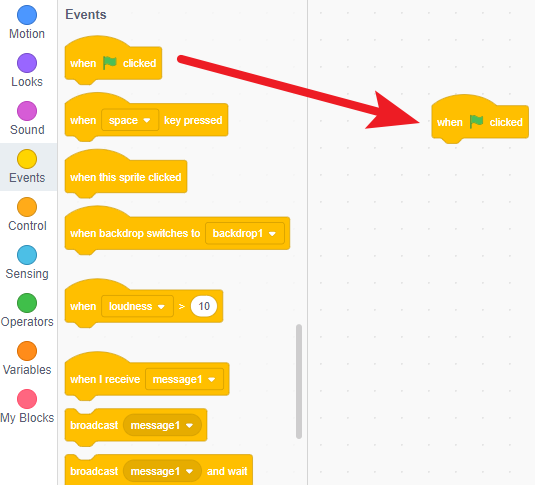 Motion
Looks
Sound
Events
Control
Sensing
Operators
Variables
My Blocks
Events
when clicked
when space key pressed
when this sprite clicked
when backdrop switches to backdrop1
when loudness > 10
when I receive message1
broadcast message1
broadcast message1 and wait
when clicked